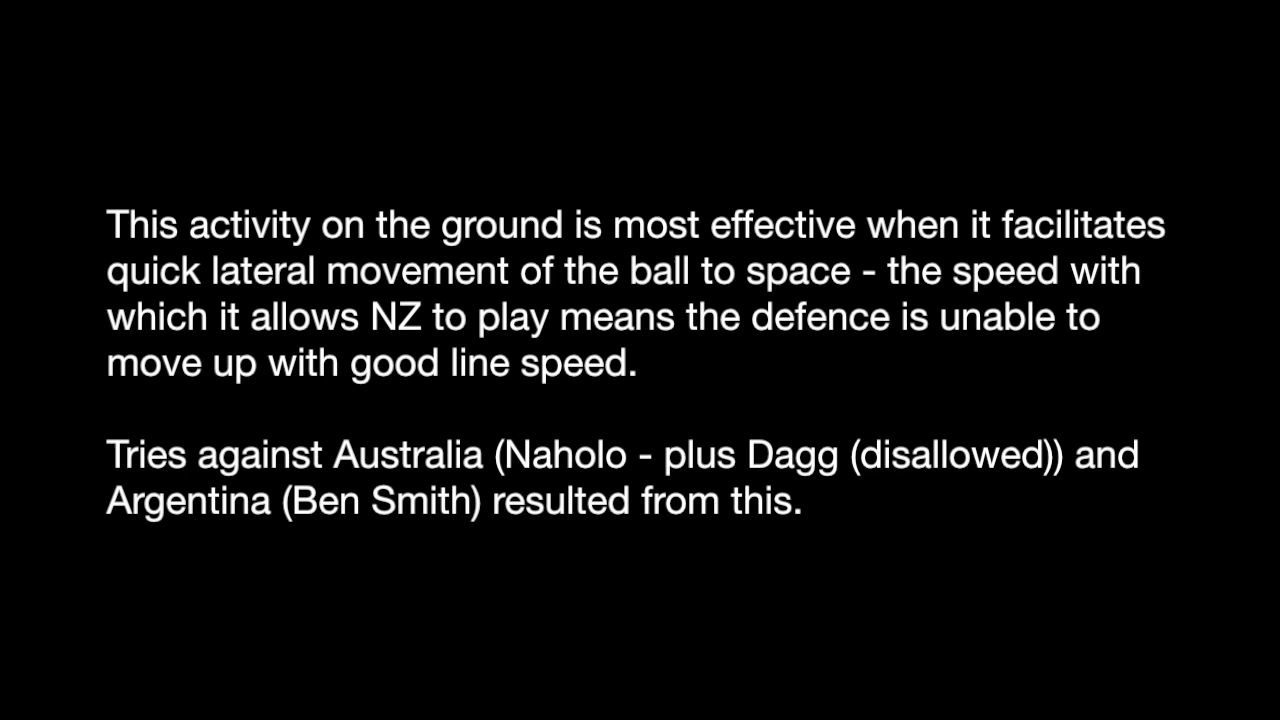 This activity on the ground is most effective when it facilitates
quick lateral movement of the ball to space - the speed with
which it allows NZ to play means the defence is unable to
move up with good line speed.
Tries against Australia (Naholo - plus Dagg (disallowed)) and
Argentina (Ben Smith) resulted from this.